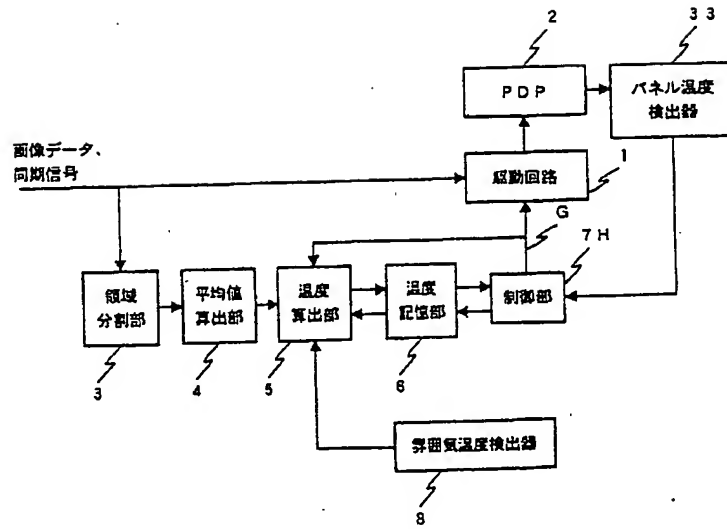 2
33
PDP
パネル温度
検出器
画像データ、
同期信号
駆動回路
1
G
7H
領域
分割部
平均値
算出部
温度
算出部
温度
記憶部
制御部
3
4
5
6
雰囲気温度検出器
8